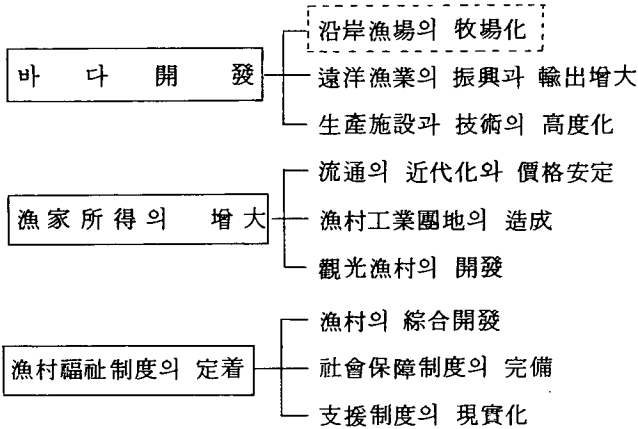 沿岸漁場의 牧場化
바다 開發
遠洋漁業의 振興과 輸出增大
生產施設과 技術의 高度化
流通의 近代化와 價格安定
漁家所得의 增大
漁村工業團地의 造成
觀光漁村의 開發
漁村의 綜合開發
漁村福祉制度의 定着
社會保障制度의 完備
支援制度의 現實化